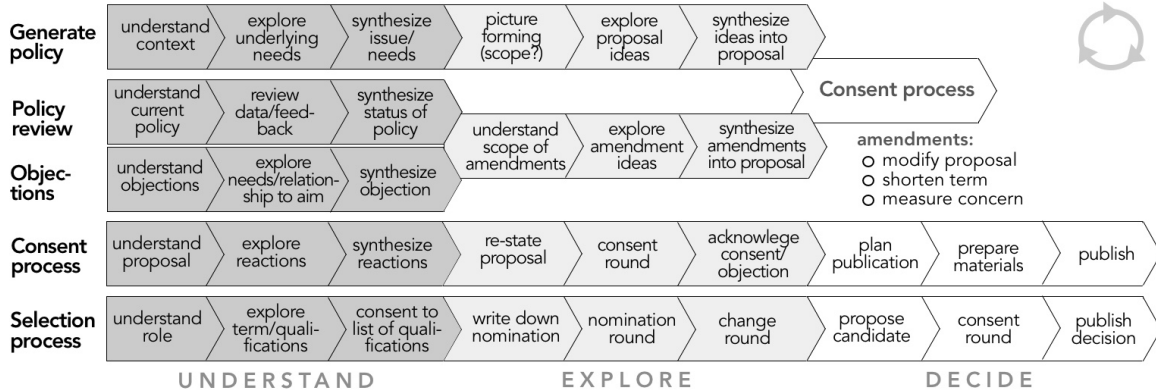 Generate
policy
understand
context
explore
underlying
needs
synthesize
issue/
needs
picture
forming
(scope?)
explore
proposal
ideas
synthesize
ideas into
proposal
Consent process
Policy
review
understand
current
policy
review
data/feed-
back
synthesize
status of
policy
understand
scope of
amendments
explore
amendment
ideas
synthesize
amendments
into proposal
amendments:
modify proposal
shorten term
measure concern
Objec-
tions
understand
objections
explore
needs/relation-
ship to aim
synthesize
objection
Consent
process
understand
proposal
explore
reactions
synthesize
reactions
re-state
proposal
consent
round
acknowlege
consent/
objection
plan
publication
prepare
materials
publish
Selection
process
understand
role
explore
term/quali-
fications
consent to
list of quali-
fications
write down
nomination
nomination
round
change
round
propose
candidate
consent
round
publish
decision
UNDERSTAND
EXPLORE
DECIDE